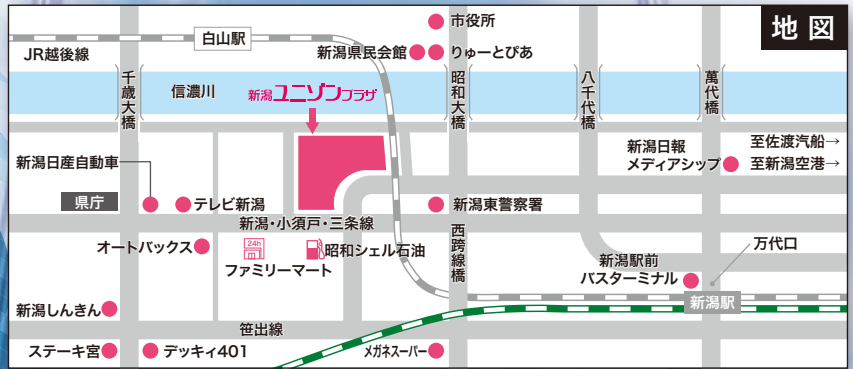 地図
市役所
白山駅
JR越後線
新潟県民会館
りゅーとぴあ
千歳大橋
信濃川
新潟ユニゾンプラザ
昭和大橋
八千代橋
萬代橋
新潟日報
メディアシップ
至佐渡汽船→
至新潟空港→
新潟日産自動車
県庁
テレビ新潟
新潟東警察署
新潟・小須戸・三条線
オートバックス
24h
ファミリーマート
昭和シェル石油
西跨線橋
万代口
新潟駅前
バスターミナル
新潟駅
新潟しんきん
笹出線
ステーキ宮
デッキィ401
メガネスーパー